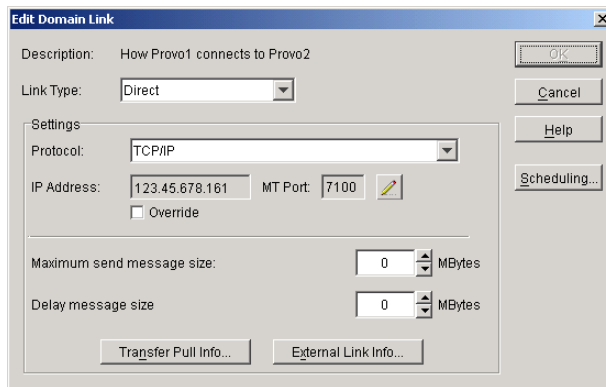 Edit Domain Link
Description: How Provo1 connects to Provo2
OK
Link Type: Direct
Cancel
Settings
Help
Protocol: TCP/IP
IP Address: 123.45.678.161 MT Port: 7100
Scheduling...
Override
Maximum send message size: 0 MBytes
Delay message size 0 MBytes
Transfer Pull Info... External Link Info...